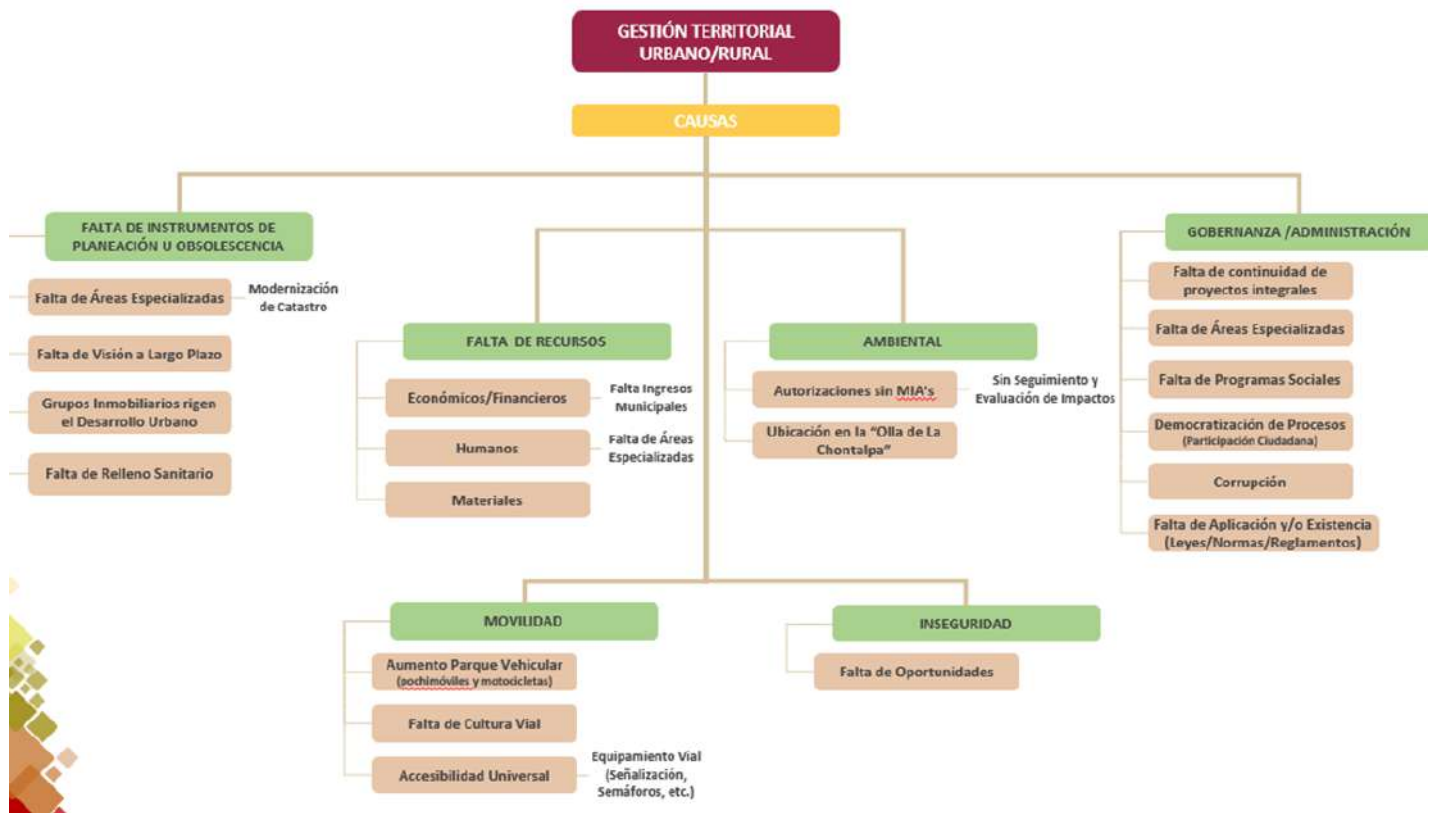 GESTIÓN TERRITORIAL
URBANO/RURAL
CAUSAS
FALTA DE INSTRUMENTOS DE
PLANEACIÓN U OBSOLESCENCIA
Falta de Áreas Especializadas
Modernización
de Catastro
Falta de Visión a Largo Plazo
Grupos Inmobiliarios rigen
el Desarrollo Urbano
Falta de Relleno Sanitario
FALTA DE RECURSOS
Económicos/Financieros
Falta Ingresos
Municipales
Humanos
Falta de Áreas
Especializadas
Materiales
AMBIENTAL
Autorizaciones sin MIA's
Sin Seguimiento y
Evaluación de Impactos
Ubicación en la "Olla de La
Chontalpa"
GOBERNANZA /ADMINISTRACIÓN
Falta de continuidad de
proyectos integrales
Falta de Áreas Especializadas
Falta de Programas Sociales
Democratización de Procesos
(Participación Ciudadana)
Corrupción
Falta de Aplicación y/o Existencia
(Leyes/Normas/Reglamentos)
MOVILIDAD
Aumento Parque Vehicular
(pochimóviles y motocicletas)
Falta de Cultura Vial
Accesibilidad Universal
Equipamiento Vial
(Señalización,
Semáforos, etc.)
INSEGURIDAD
Falta de Oportunidades